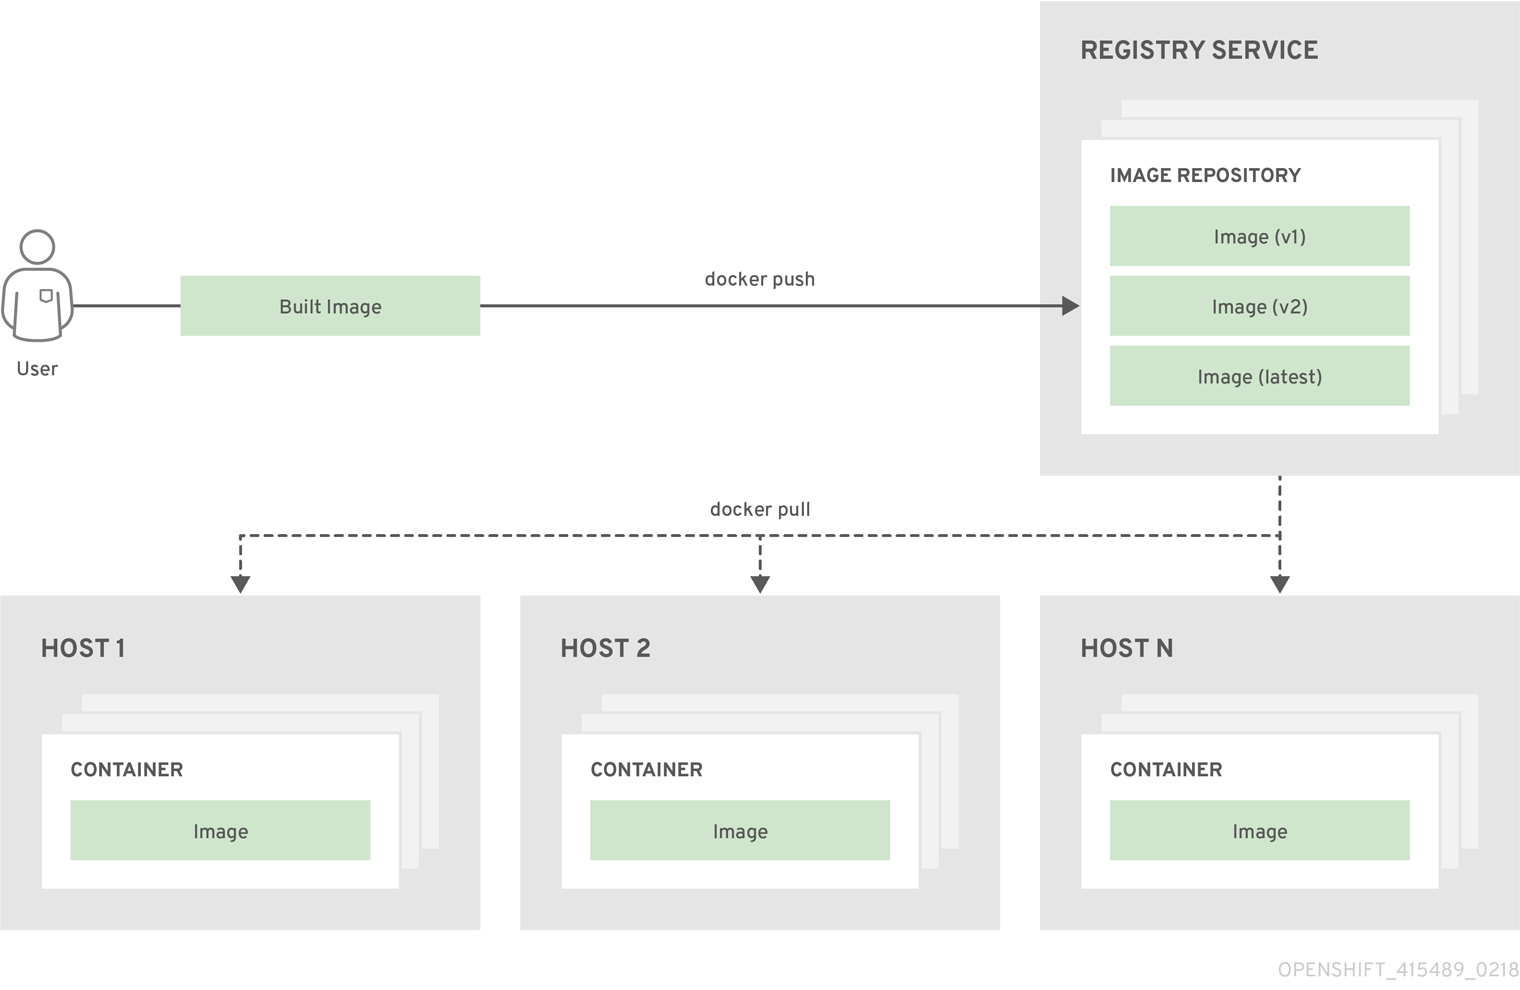 REGISTRY SERVICE
IMAGE REPOSITORY
Image (v1)
Image (v2)
Image (latest)
User
Built Image
docker push
docker pull
HOST 1
CONTAINER
Image
HOST 2
CONTAINER
Image
HOST N
CONTAINER
Image
OPENSHIFT_415489_0218